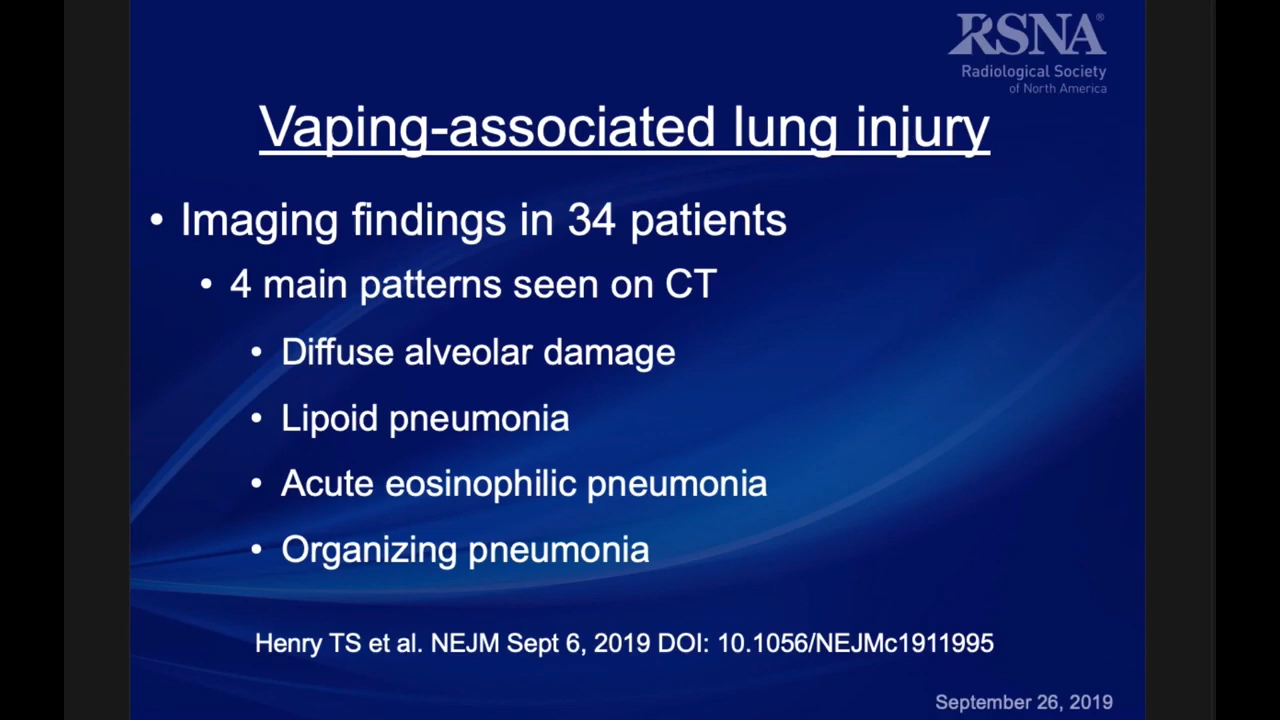 RSNA®
Radiological Society
of North America
Vaping-associated lung injury
• Imaging findings in 34 patients
• 4 main patterns seen on CT
• Diffuse alveolar damage
• Lipoid pneumonia
• Acute eosinophilic pneumonia
• Organizing pneumonia
Henry TS et al. NEJM Sept 6, 2019 DOI: 10.1056/NEJMc1911995
September 26, 2019